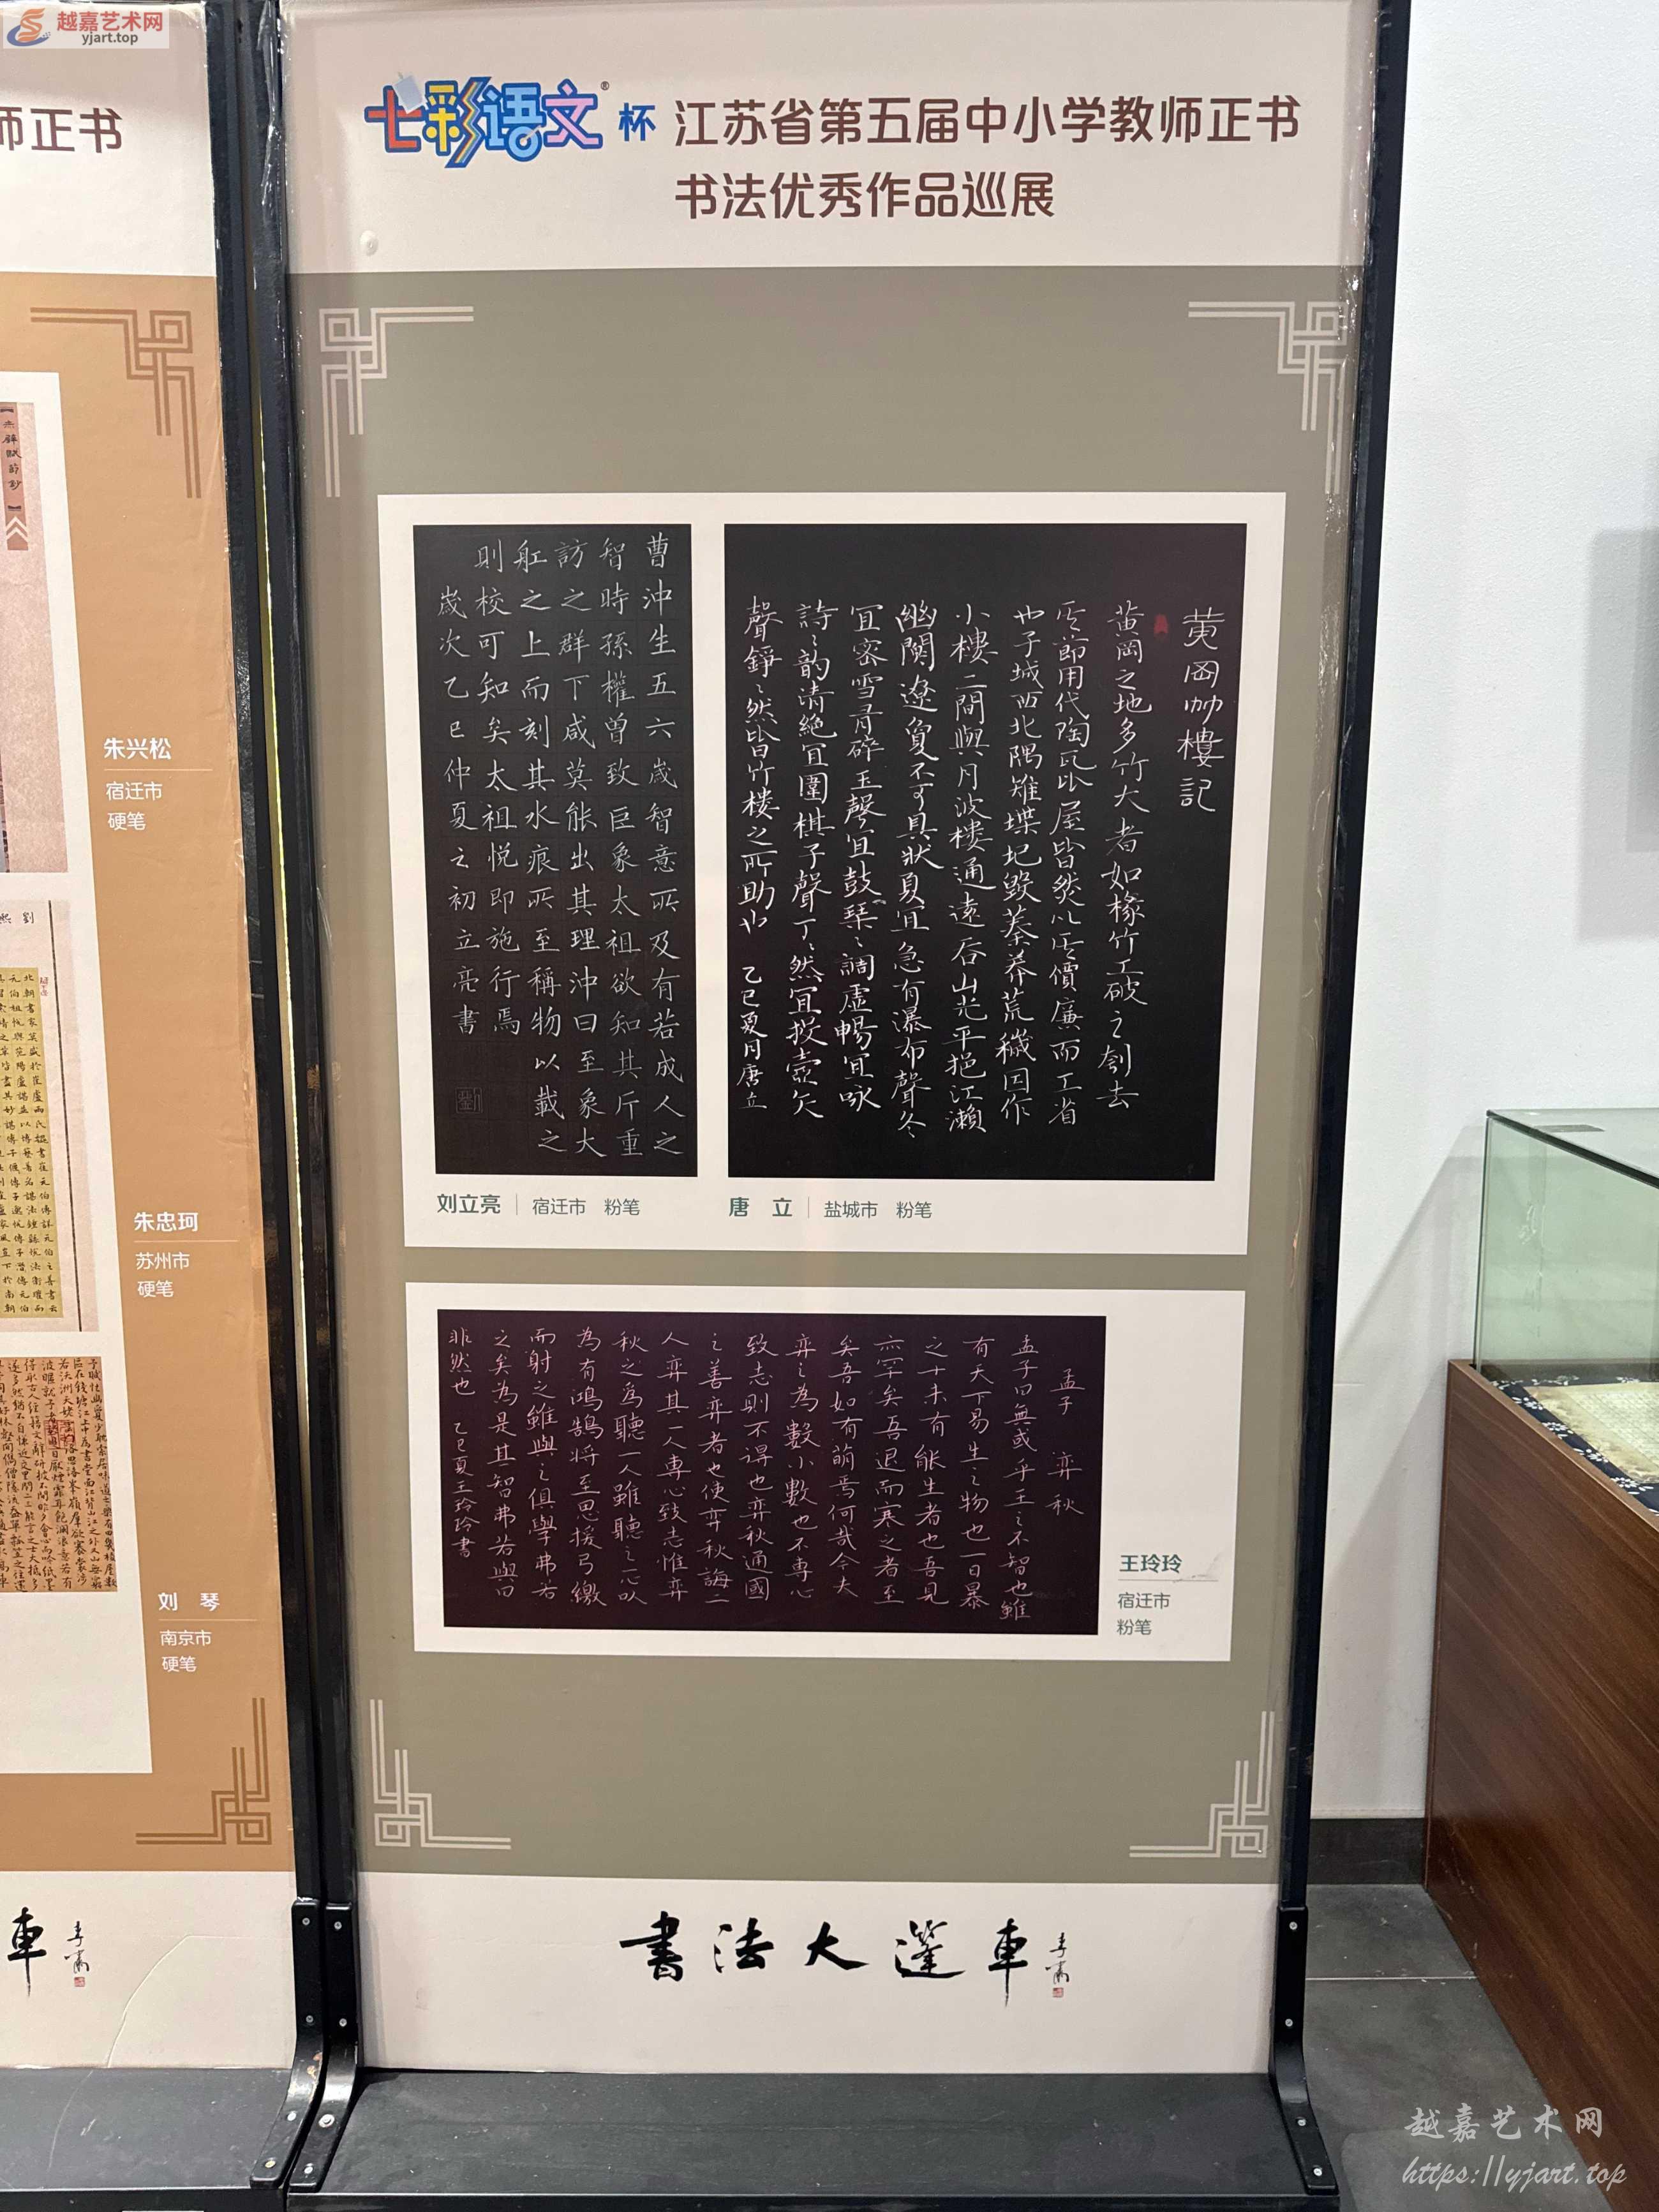 越嘉艺术网
yjart.top
师正书
七彩语文® 杯 江苏省第五届中小学教师正书
书法优秀作品巡展
朱兴松
宿迁市
硬笔
朱忠珂
苏州市
硬笔
刘 琴
南京市
硬笔
車
曹沖生五六歲智意所及有若成人之
智時孫權曾致巨象太祖欲知其斤重
訪之群下咸莫能出其理沖曰至象大
舡之上而刻其水痕所至稱物以載之
則校可知矣太祖悦即施行焉
歲次乙巳仲夏之初立亮書
劉
刘立亮 宿迁市 粉笔
黄岡竹樓記
黄岡之地多竹大者如椽竹工破之刳去
其節用代陶瓦比屋皆然以其價廉而工省
也子城西北隅雉堞圮毁蓁莽荒穢因作
小樓二間與月波樓通遠吞山光平挹江瀨
幽闃遼夐不可具狀夏宜急有瀑布聲冬
宜密雪有碎玉聲宜鼓琴〻調虛暢宜咏
詩〻韵清絶宜圍棋子聲丁〻然宜投壺矢
聲錚〻然皆竹樓之所助也 乙巳夏月唐立
唐 立 盐城市 粉笔
孟子 弈秋
孟子曰無或乎王之不智也雖
有天下易生之物也一日暴
之十未有能生者也吾見
亦罕矣吾退而寒之者至
矣吾如有萌焉何哉今夫
弈之為數小數也不專心
致志則不得也弈秋通國
之善弈者也使弈秋誨二
人弈其一人專心致志惟弈
秋之為聽一人雖聽之心以
為有鴻鵠將至思援弓繳
而射之雖與之俱學弗若
之矣為是其智弗若與曰
非然也 乙巳夏王玲玲書
王玲玲
宿迁市
粉笔
書法大篷車
越嘉艺术网
https://yjart.top